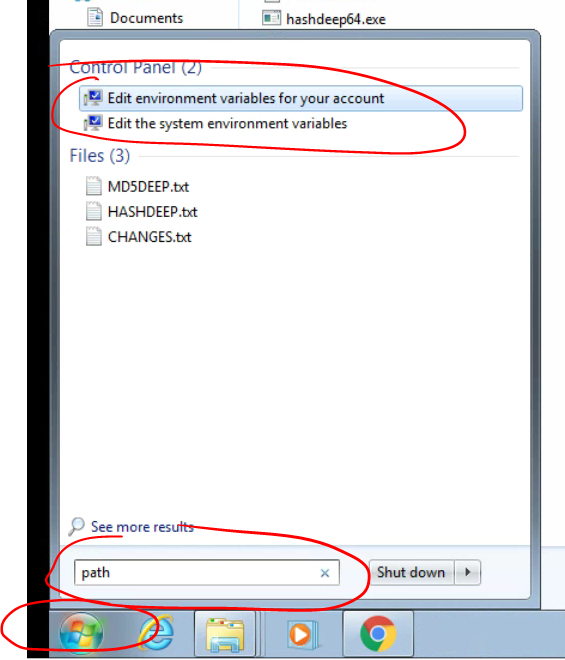 Documents
hashdeep64.exe
Control Panel (2)
Edit environment variables for your account
Edit the system environment variables
Files (3)
MD5DEEP.txt
HASHDEEP.txt
CHANGES.txt
See more results
path
Shut down